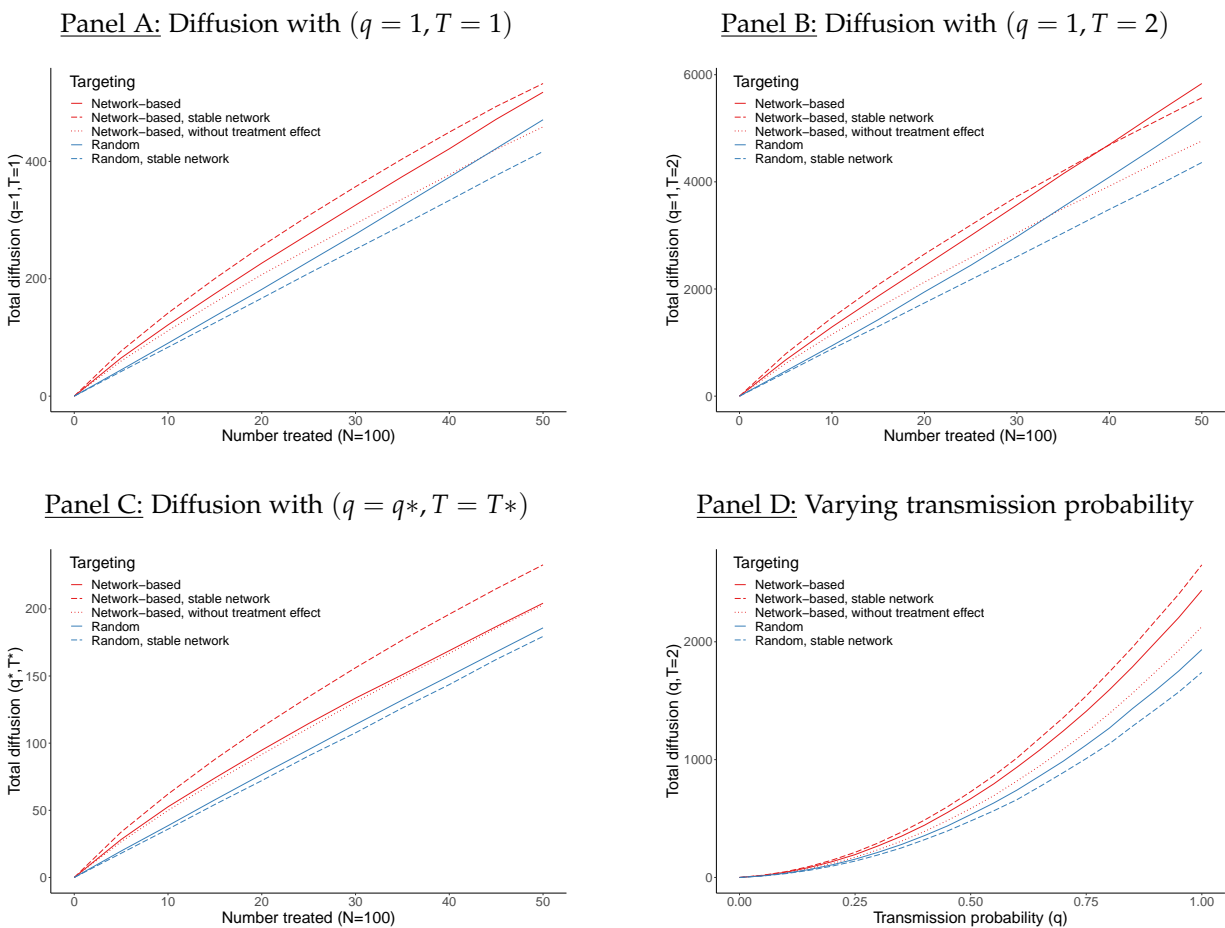 Panel A: Diffusion with (q = 1, T = 1)
Targeting
Network-based
Network-based, stable network
Network-based, without treatment effect
Random
Random, stable network
Total diffusion (q=1,T=1)
400
200
0
0 10 20 30 40 50
Number treated (N=100)
Panel B: Diffusion with (q = 1, T = 2)
Targeting
Network-based
Network-based, stable network
Network-based, without treatment effect
Random
Random, stable network
Total diffusion (q=1,T=2)
6000
4000
2000
0
0 10 20 30 40 50
Number treated (N=100)
Panel C: Diffusion with (q = q*, T = T*)
Targeting
Network-based
Network-based, stable network
Network-based, without treatment effect
Random
Random, stable network
Total diffusion (q*,T*)
200
150
100
50
0
0 10 20 30 40 50
Number treated (N=100)
Panel D: Varying transmission probability
Targeting
Network-based
Network-based, stable network
Network-based, without treatment effect
Random
Random, stable network
Total diffusion (q,T=2)
2000
1000
0
0.00 0.25 0.50 0.75 1.00
Transmission probability (q)